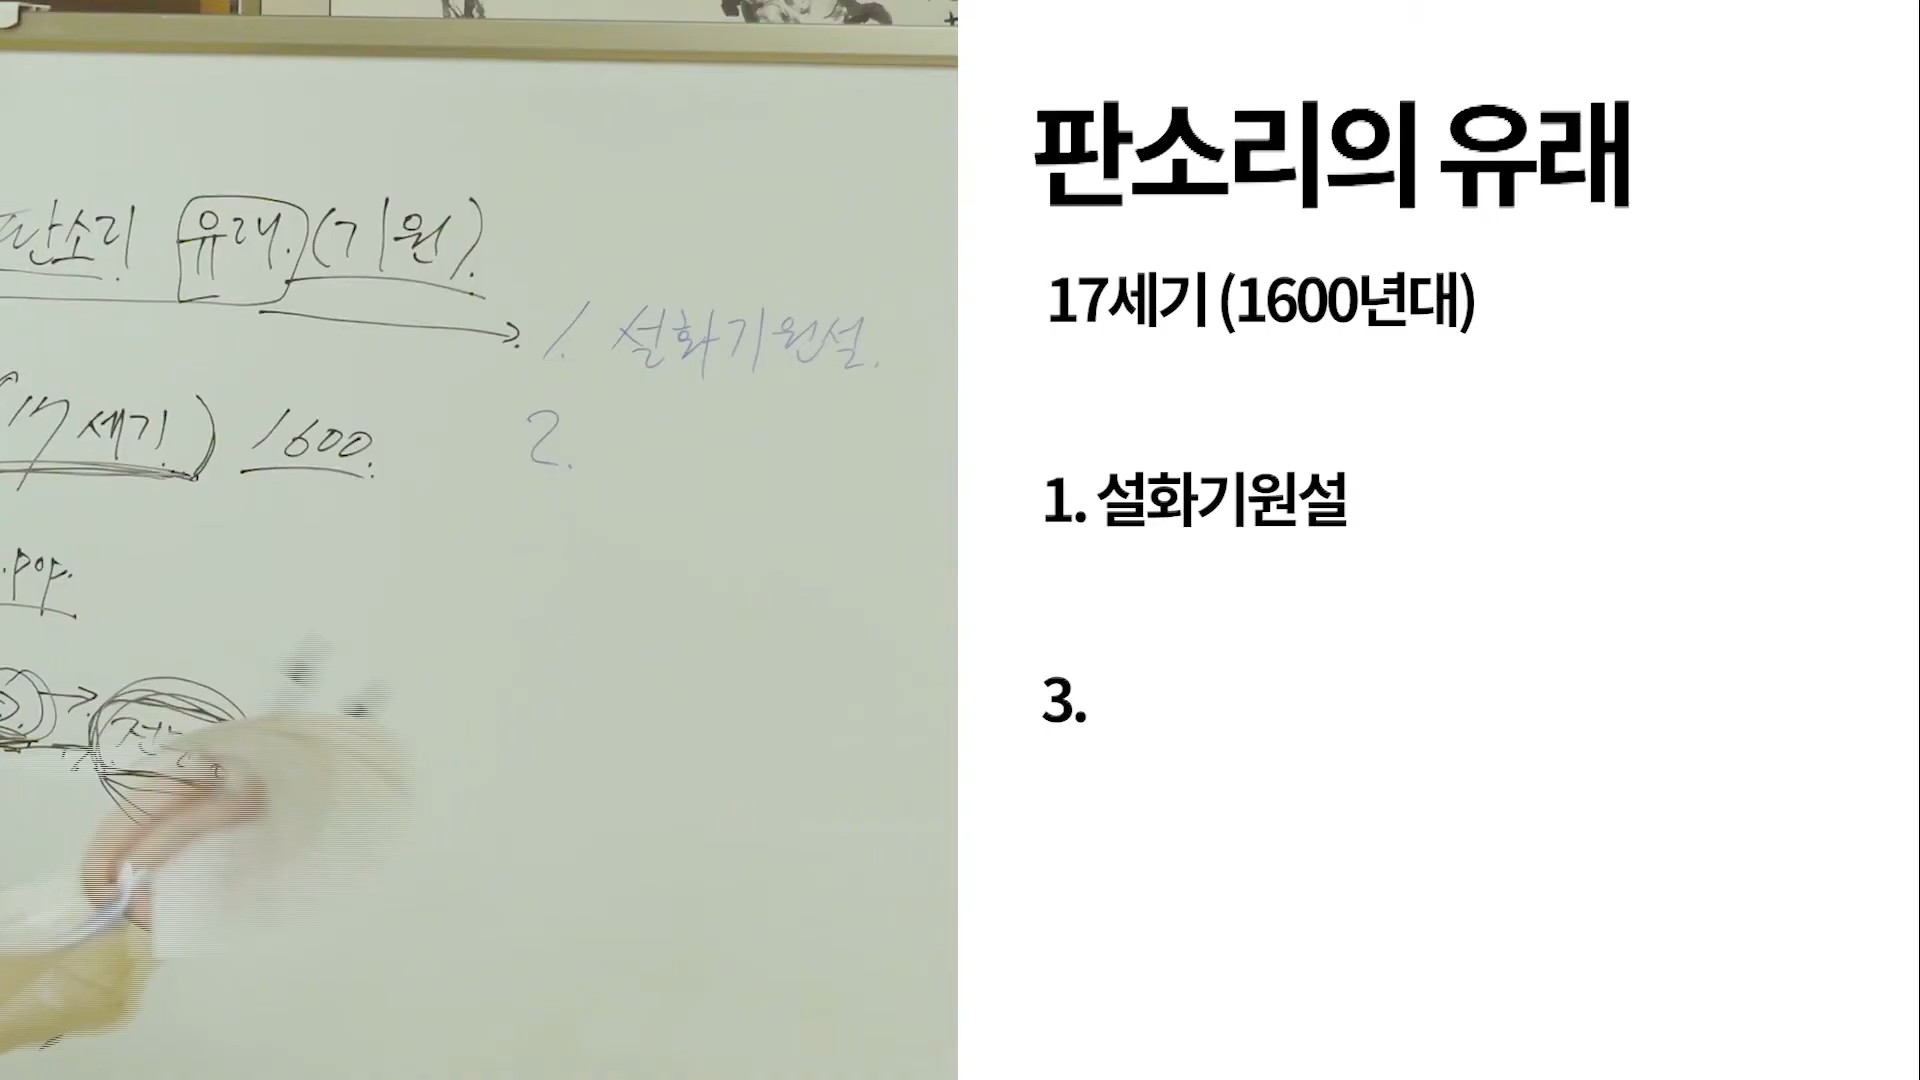 판소리 유래.(기원).
1. 설화기원설.
(17세기) 1600.
2.
판소리의 유래
17세기 (1600년대)
1. 설화기원설
3.